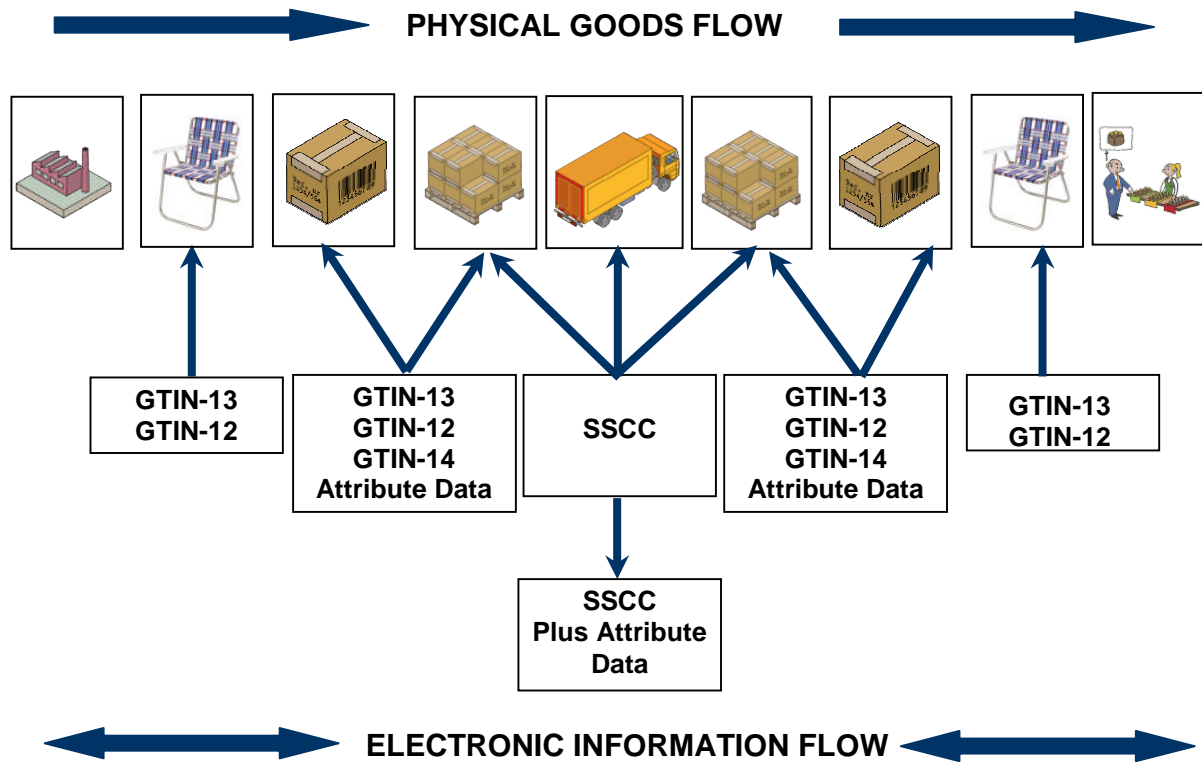 PHYSICAL GOODS FLOW
GTIN-13
GTIN-12
GTIN-13
GTIN-12
GTIN-14
Attribute Data
SSCC
GTIN-13
GTIN-12
GTIN-14
Attribute Data
GTIN-13
GTIN-12
SSCC
Plus Attribute
Data
ELECTRONIC INFORMATION FLOW